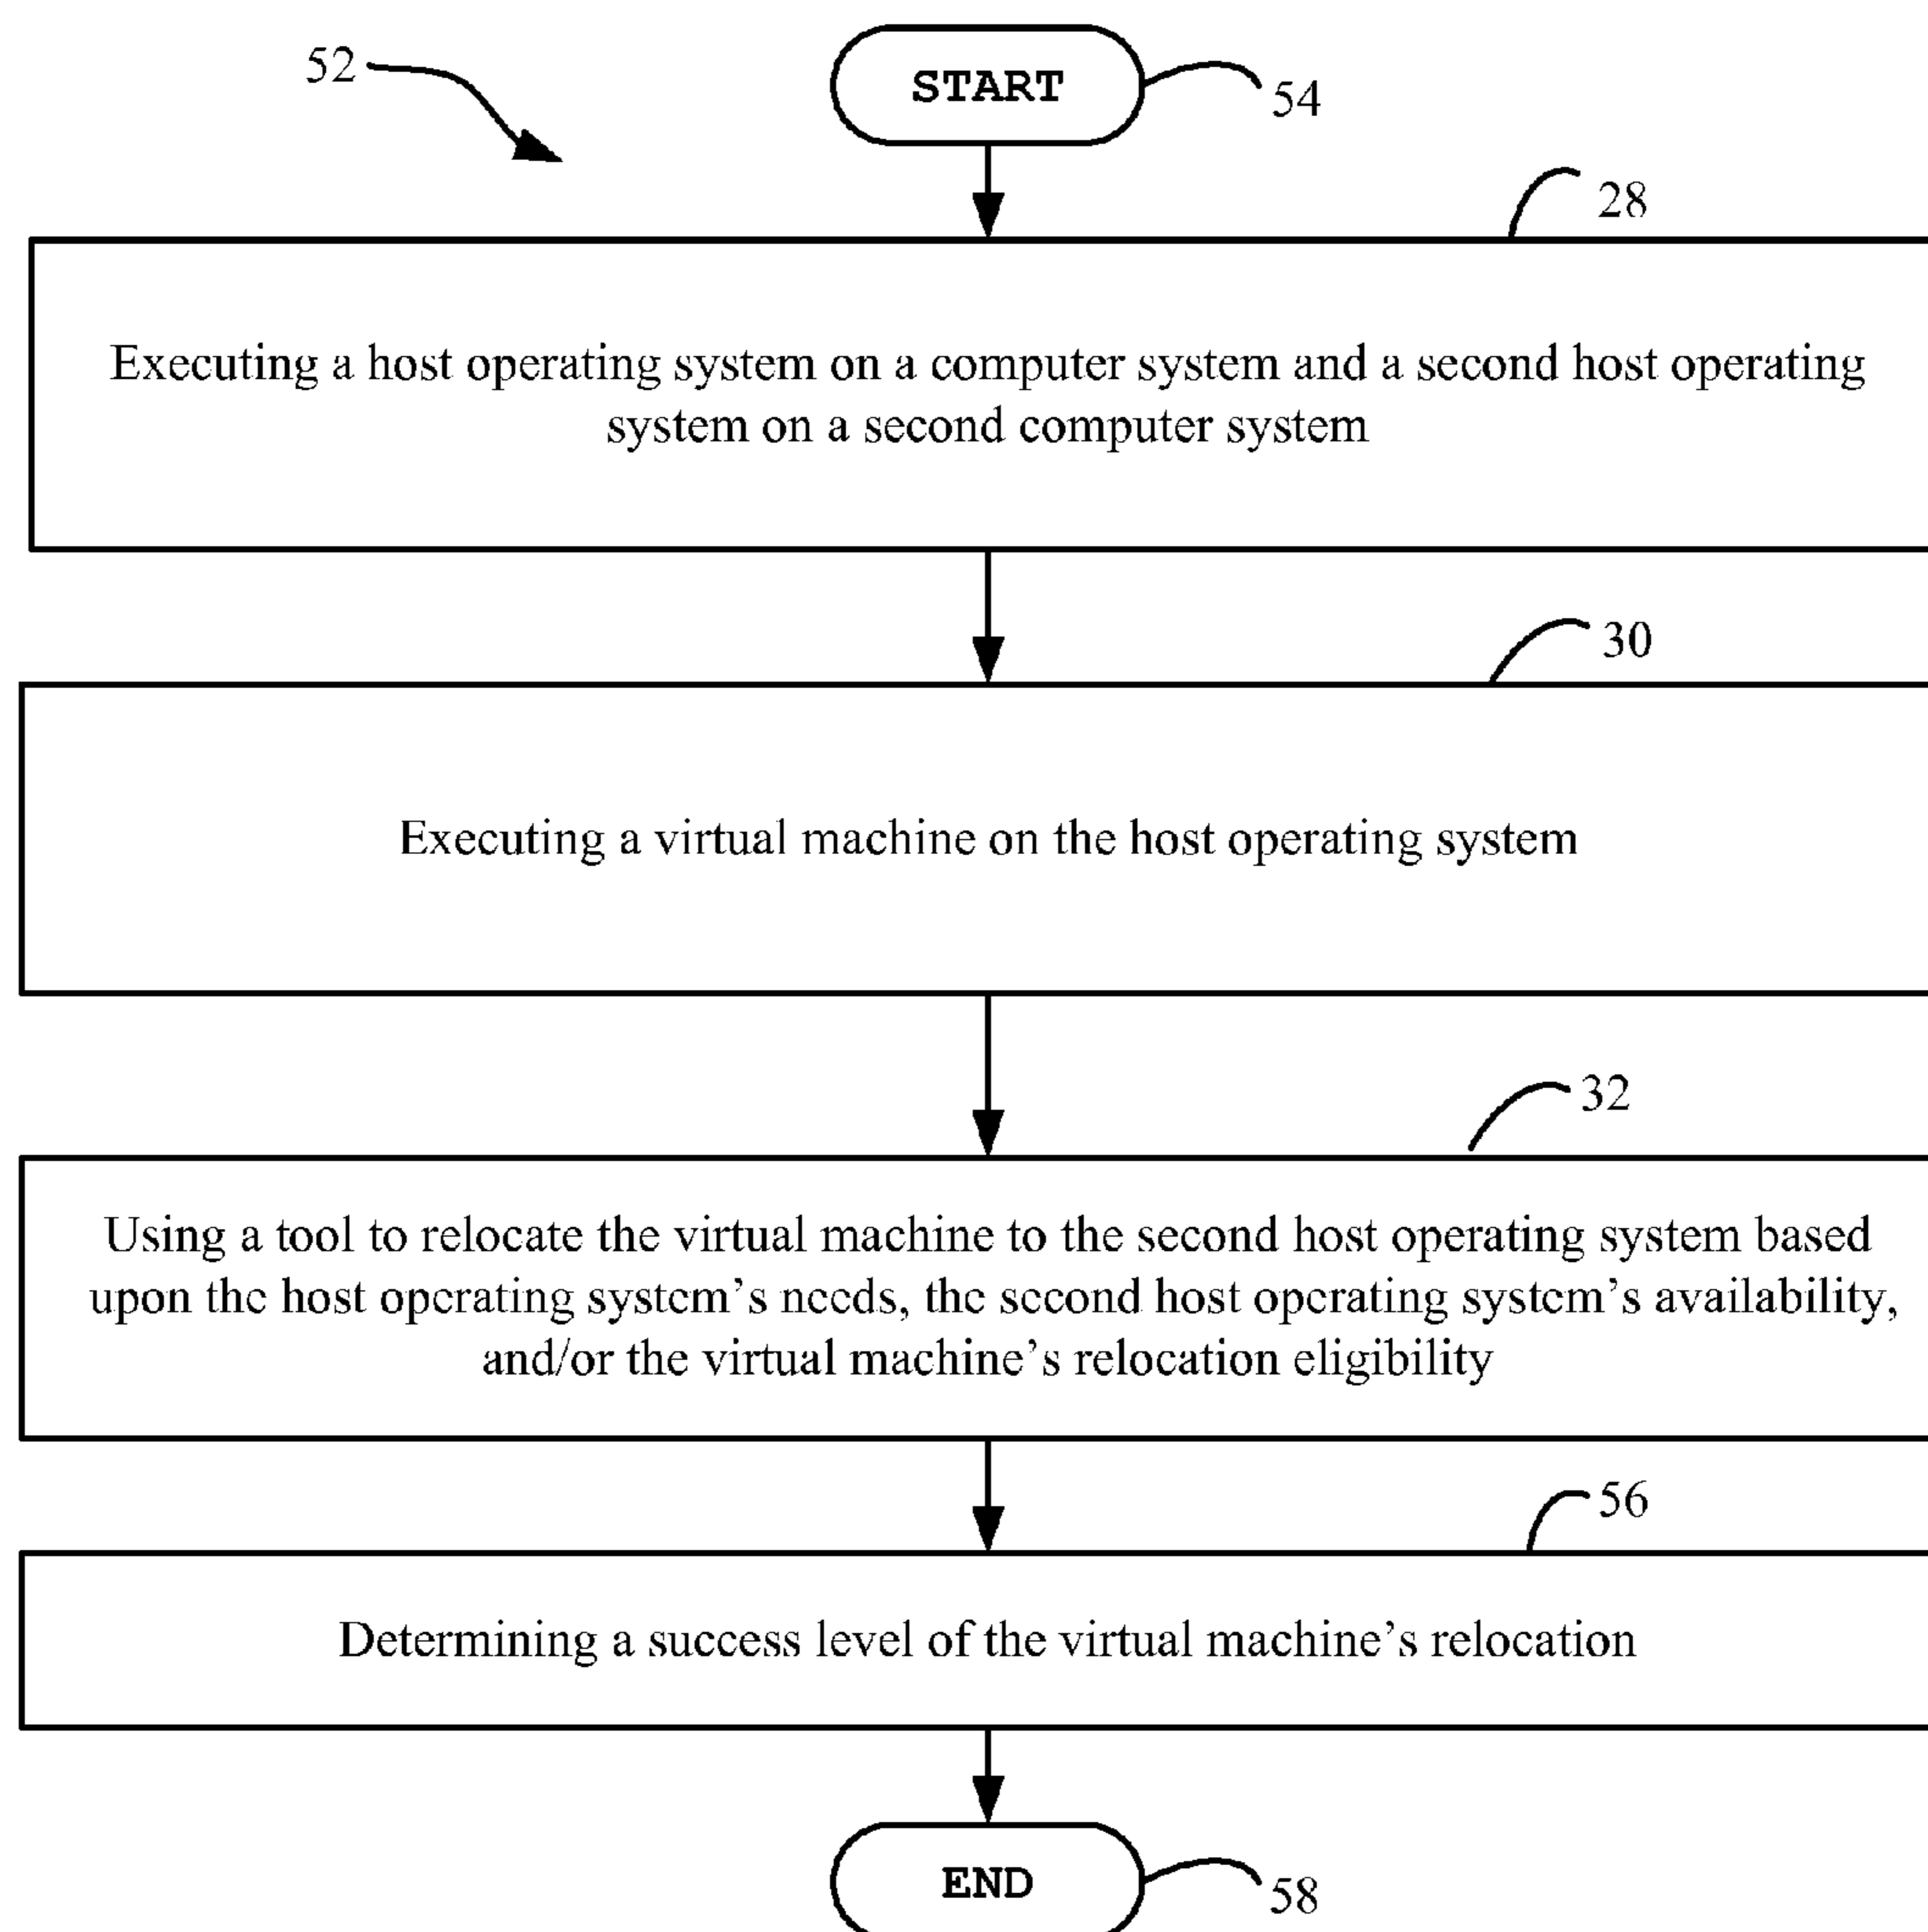 52
START
54
28
Executing a host operating system on a computer system and a second host operating
system on a second computer system
30
Executing a virtual machine on the host operating system
32
Using a tool to relocate the virtual machine to the second host operating system based
upon the host operating system’s needs, the second host operating system’s availability,
and/or the virtual machine’s relocation eligibility
56
Determining a success level of the virtual machine’s relocation
END
58